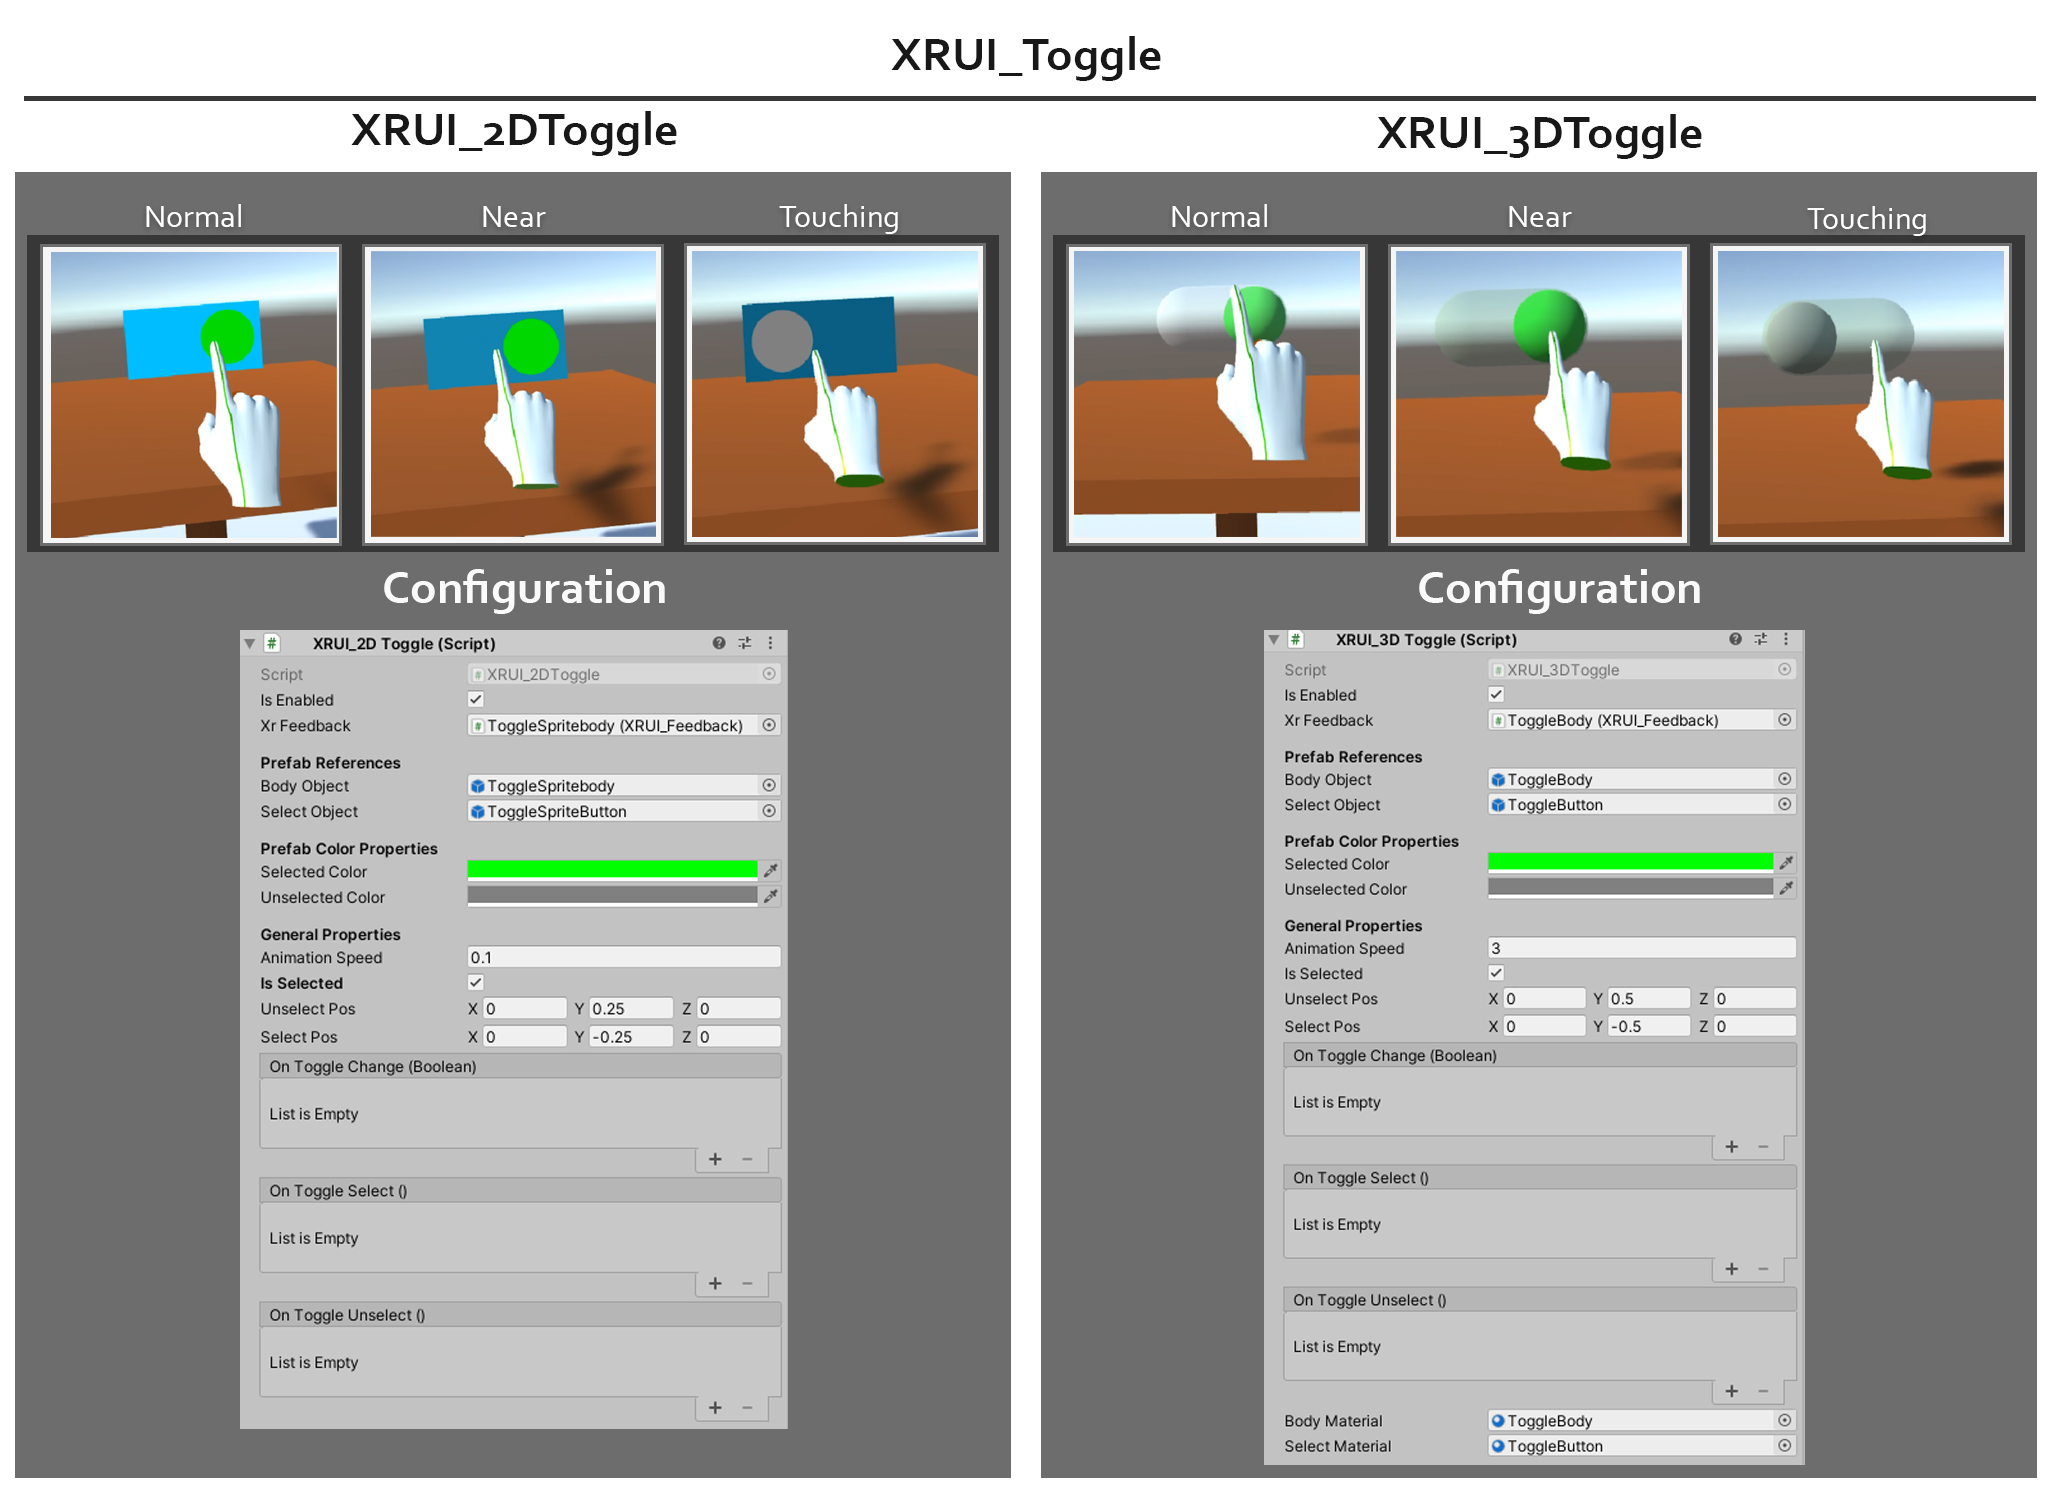 XRUI_Toggle
XRUI_2DToggle
Normal Near Touching
Configuration
XRUI_2D Toggle (Script)
Script XRUI_2DToggle
Is Enabled
Xr Feedback ToggleSpritebody (XRUI_Feedback)
Prefab References
Body Object ToggleSpritebody
Select Object ToggleSpriteButton
Prefab Color Properties
Selected Color
Unselected Color
General Properties
Animation Speed 0.1
Is Selected
Unselect Pos X 0 Y 0.25 Z 0
Select Pos X 0 Y -0.25 Z 0
On Toggle Change (Boolean)
List is Empty
+ −
On Toggle Select ()
List is Empty
+ −
On Toggle Unselect ()
List is Empty
+ −
XRUI_3DToggle
Normal Near Touching
Configuration
XRUI_3D Toggle (Script)
Script XRUI_3DToggle
Is Enabled
Xr Feedback ToggleBody (XRUI_Feedback)
Prefab References
Body Object ToggleBody
Select Object ToggleButton
Prefab Color Properties
Selected Color
Unselected Color
General Properties
Animation Speed 3
Is Selected
Unselect Pos X 0 Y 0.5 Z 0
Select Pos X 0 Y -0.5 Z 0
On Toggle Change (Boolean)
List is Empty
+ −
On Toggle Select ()
List is Empty
+ −
On Toggle Unselect ()
List is Empty
+ −
Body Material ToggleBody
Select Material ToggleButton